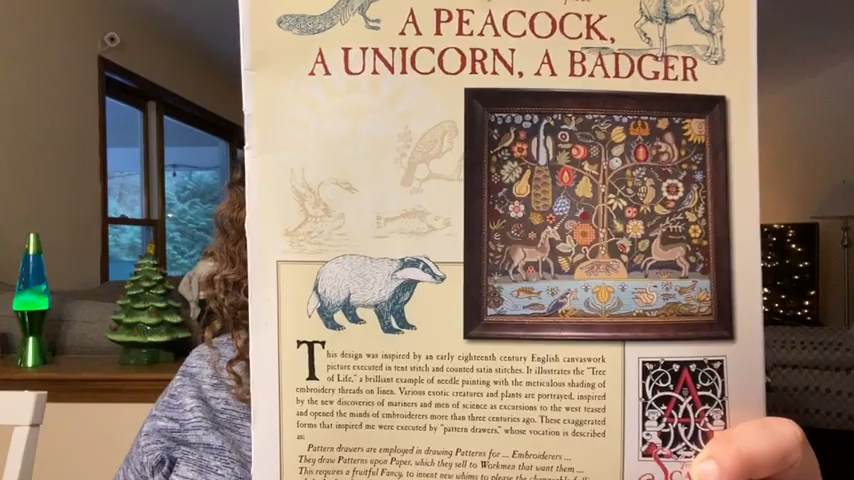 A PEACOCK,
A UNICORN, A BADGER
This design was inspired by an early eighteenth century English canvaswork
picture executed in tent stitch and counted satin stitches. It illustrates the "Tree
of Life," a brilliant example of needle painting with the meticulous shading of
embroidery threads on linen. Various exotic creatures and plants are portrayed, inspired
by the new discoveries of mariners and men of science as excursions to the west teased
and opened the minds of embroiderers more than three centuries ago. These exaggerated
forms that inspired me were executed by "pattern drawers," whose vocation is described
as:
Pattern drawers are employed in drawing Patterns for ... Embroiderers ...
They draw Patterns upon Paper, which they sell to Workmen that want them ...
This requires a fruitful Fancy, to invent new whims to please the changeable
A